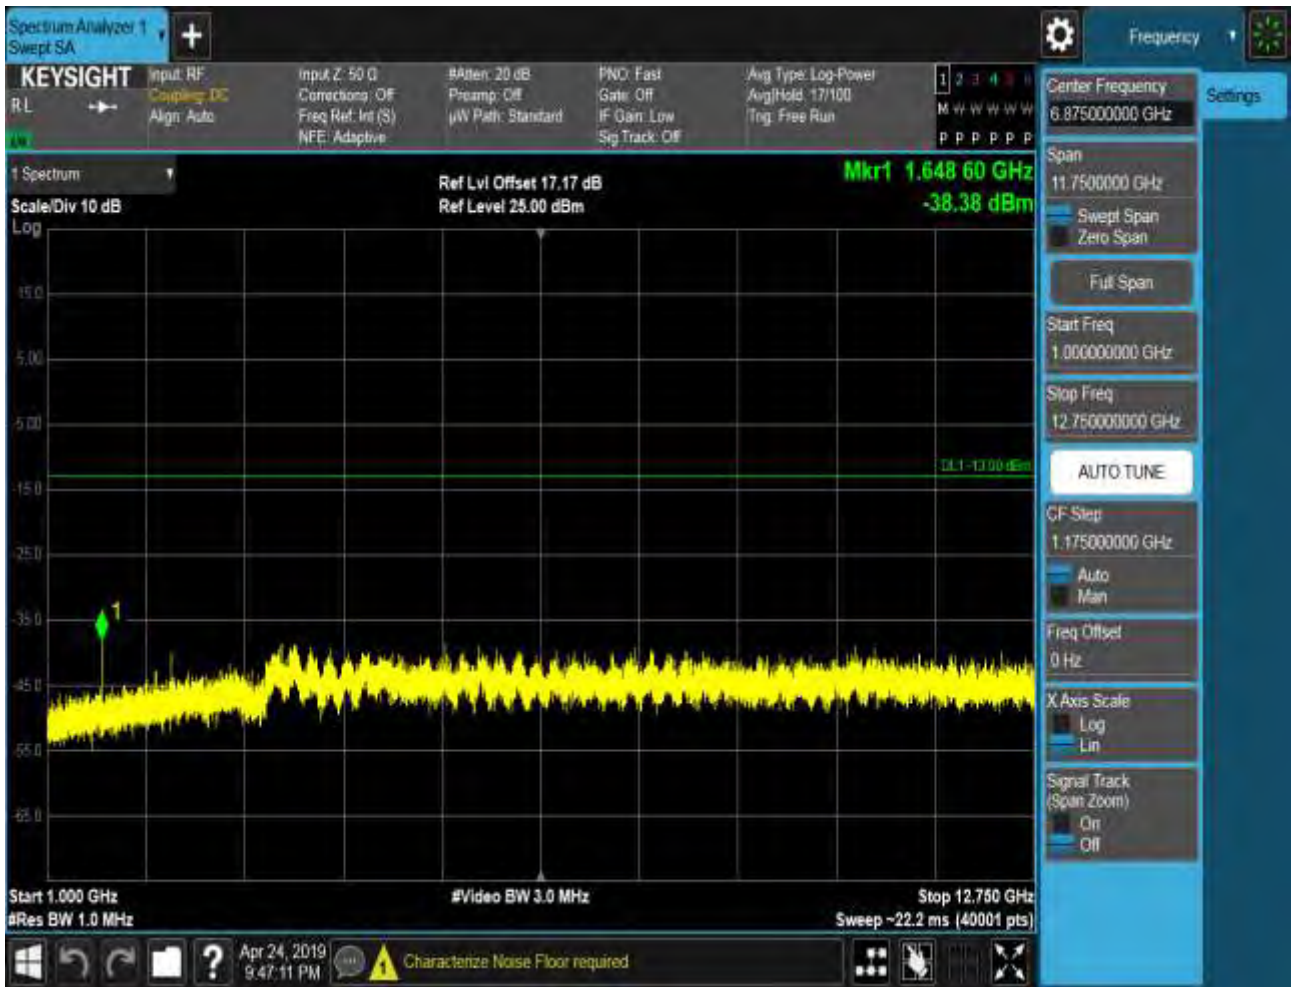 Spectrum Analyzer 1
Swept SA
+
Frequency
KEYSIGHT
RL
Input: RF
Coupling: DC
Align: Auto
Input Z: 50 Ω
Corrections: Off
Freq Ref: Int (S)
NFE: Adaptive
#Atten: 20 dB
Preamp: Off
µW Path: Standard
PNO: Fast
Gate: Off
IF Gain: Low
Sig Track: Off
Avg Type: Log-Power
Avg|Hold: 17/100
Trig: Free Run
1 2 3 4 5 6
M W W W W W
P P P P P P
Center Frequency
6.875000000 GHz
Settings
1 Spectrum
Scale/Div 10 dB
Log
Ref Lvl Offset 17.17 dB
Ref Level 25.00 dBm
Mkr1 1.648 60 GHz
-38.38 dBm
15.0
5.00
-5.00
-15.0
-25.0
-35.0
-45.0
-55.0
-65.0
DL1 -13.00 dBm
1
Span
11.7500000 GHz
Swept Span
Zero Span
Full Span
Start Freq
1.000000000 GHz
Stop Freq
12.750000000 GHz
AUTO TUNE
CF Step
1.175000000 GHz
Auto
Man
Freq Offset
0 Hz
X Axis Scale
Log
Lin
Signal Track
(Span Zoom)
On
Off
Start 1.000 GHz
#Res BW 1.0 MHz
#Video BW 3.0 MHz
Stop 12.750 GHz
Sweep ~22.2 ms (40001 pts)
?
Apr 24, 2019
9:47:11 PM
1
Characterize Noise Floor required